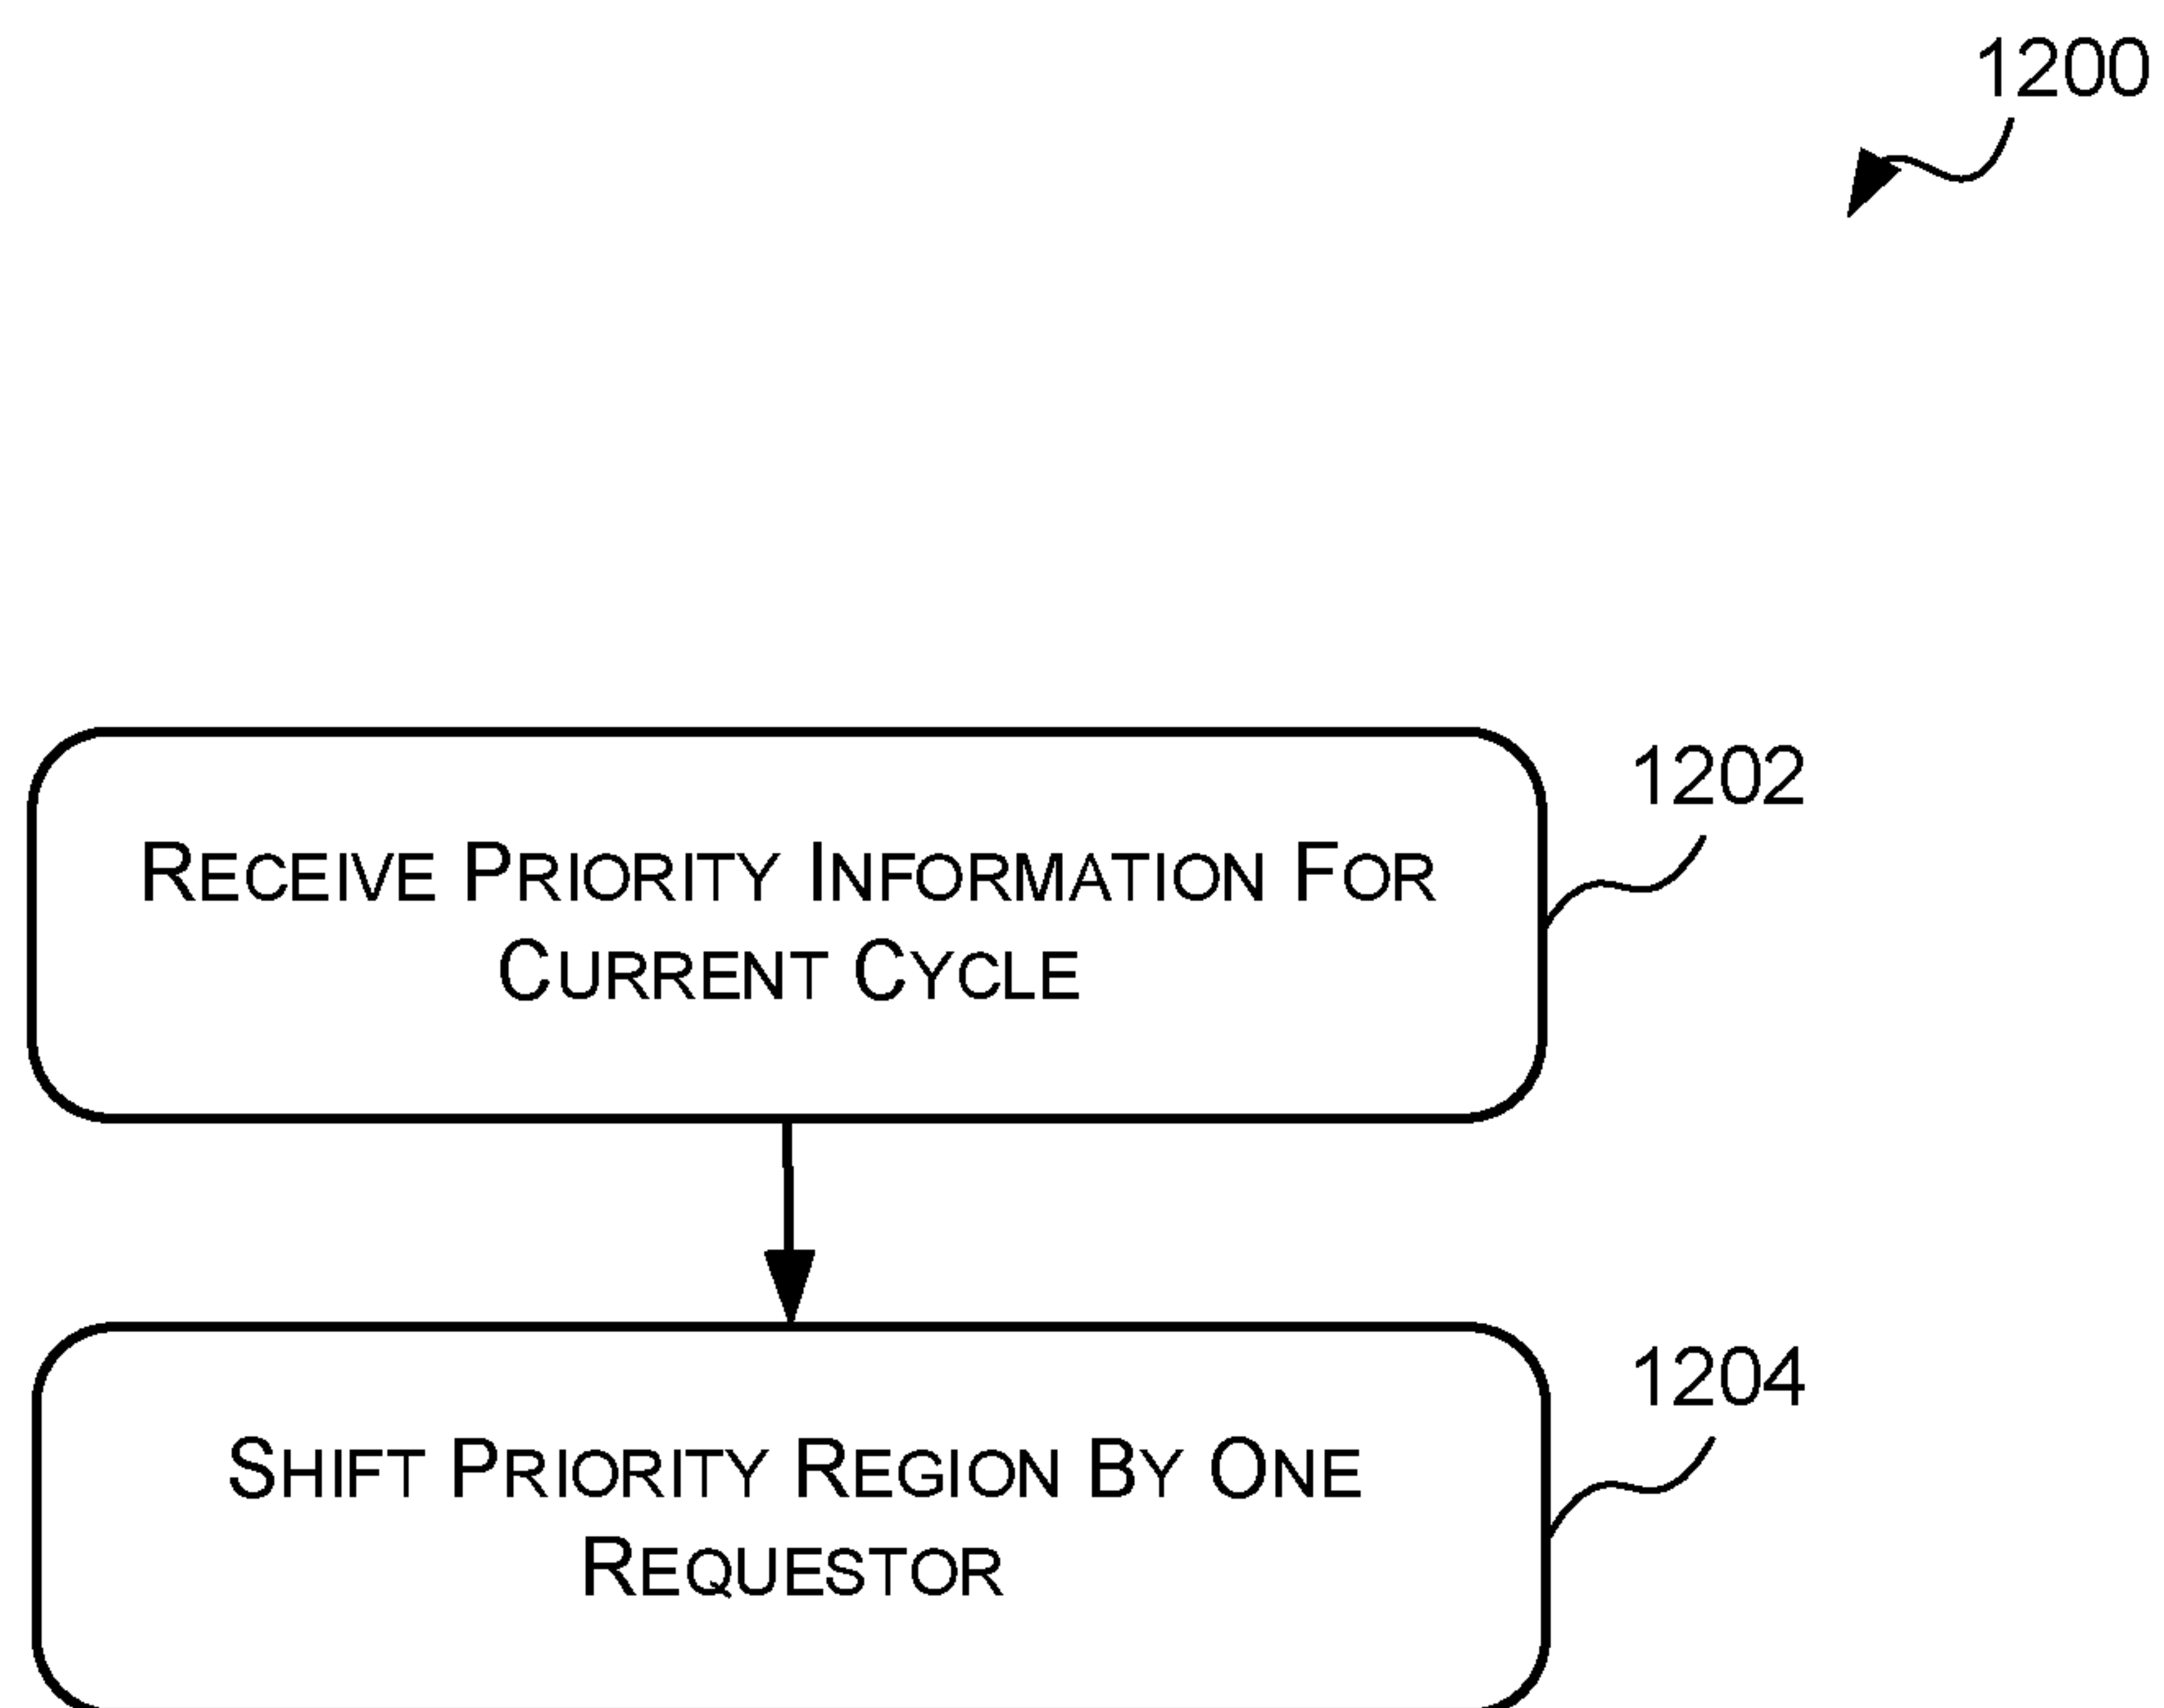 1200
1202
RECEIVE PRIORITY INFORMATION FOR
CURRENT CYCLE
1204
SHIFT PRIORITY REGION BY ONE
REQUESTOR